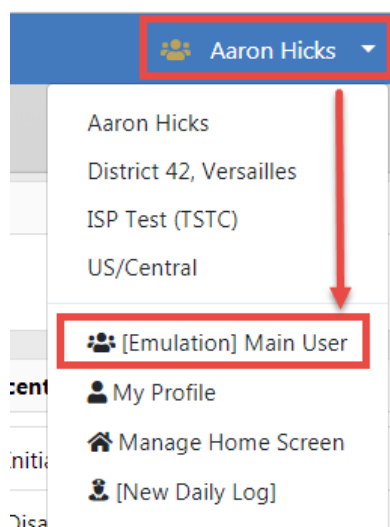 Aaron Hicks
Aaron Hicks
District 42, Versailles
ISP Test (TSTC)
US/Central
[Emulation] Main User
My Profile
Manage Home Screen
[New Daily Log]